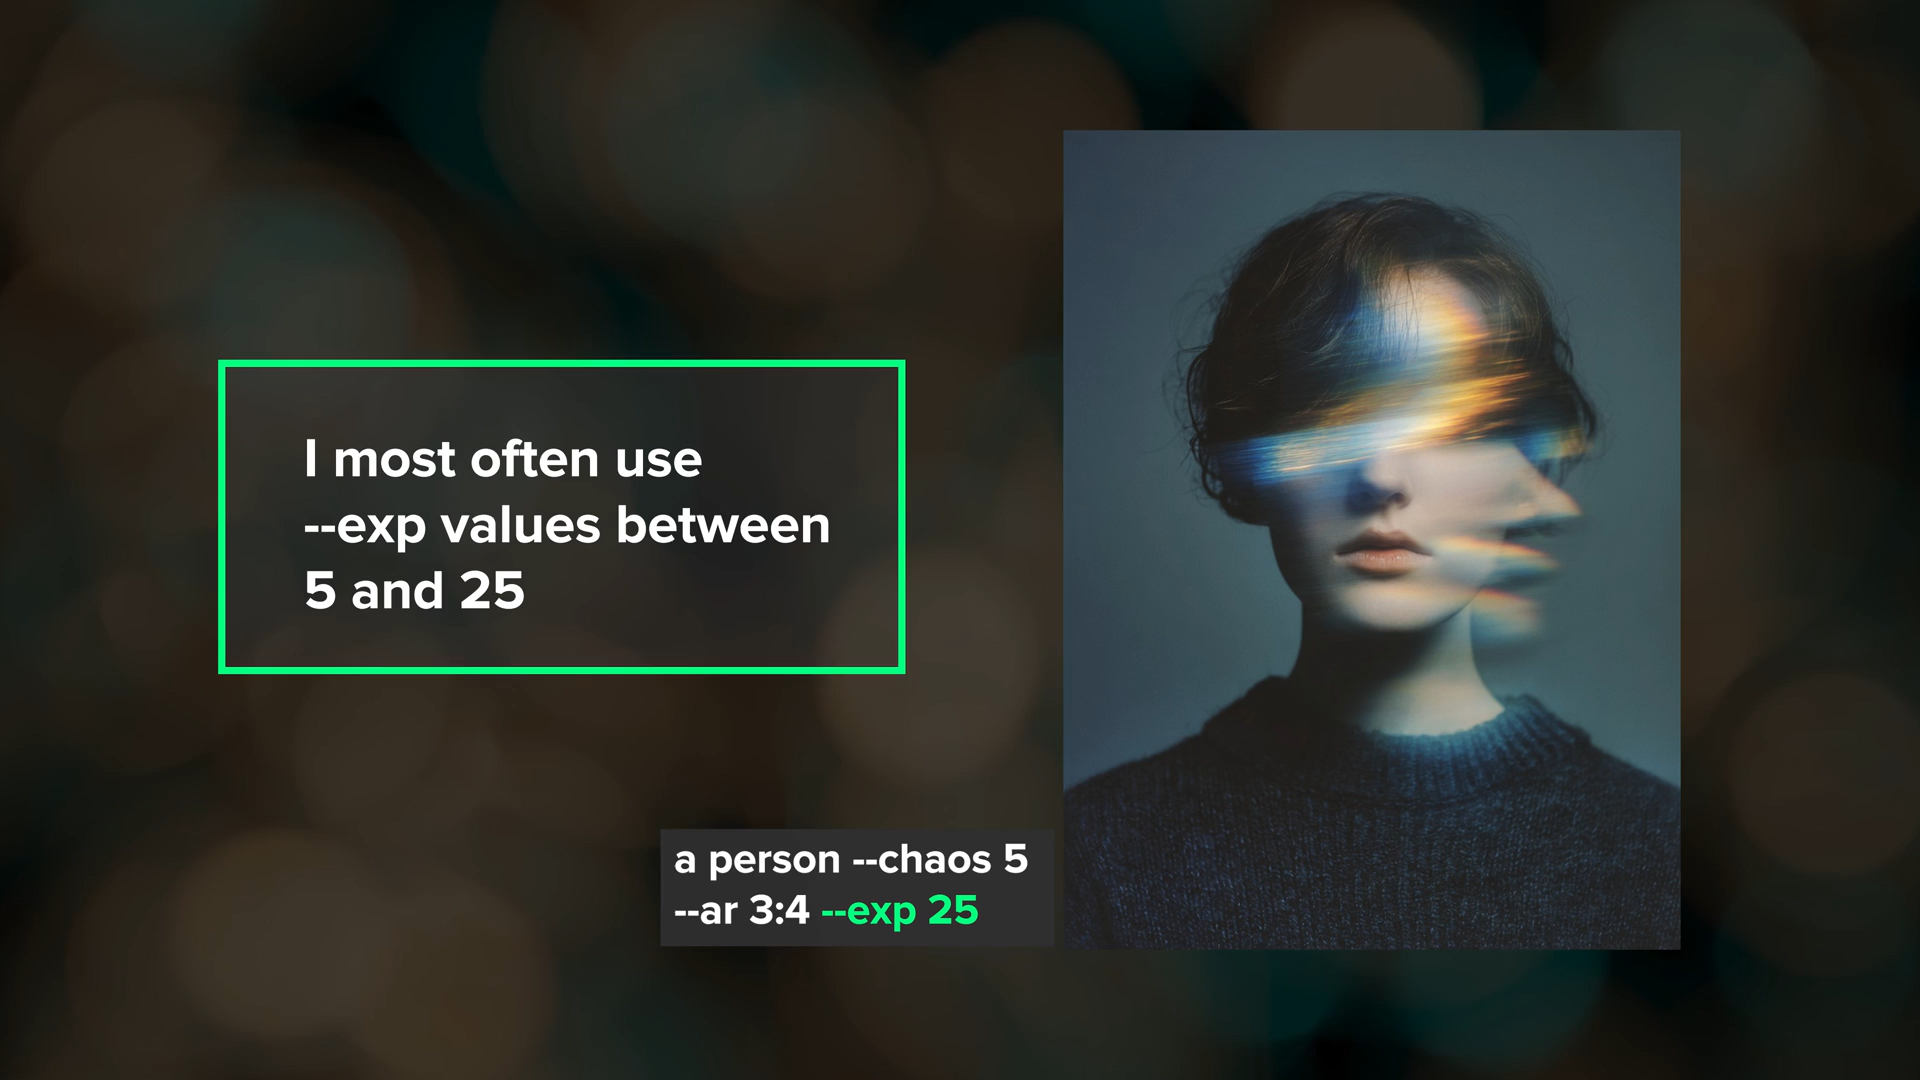 I most often use
--exp values between
5 and 25
a person --chaos 5
--ar 3:4 --exp 25